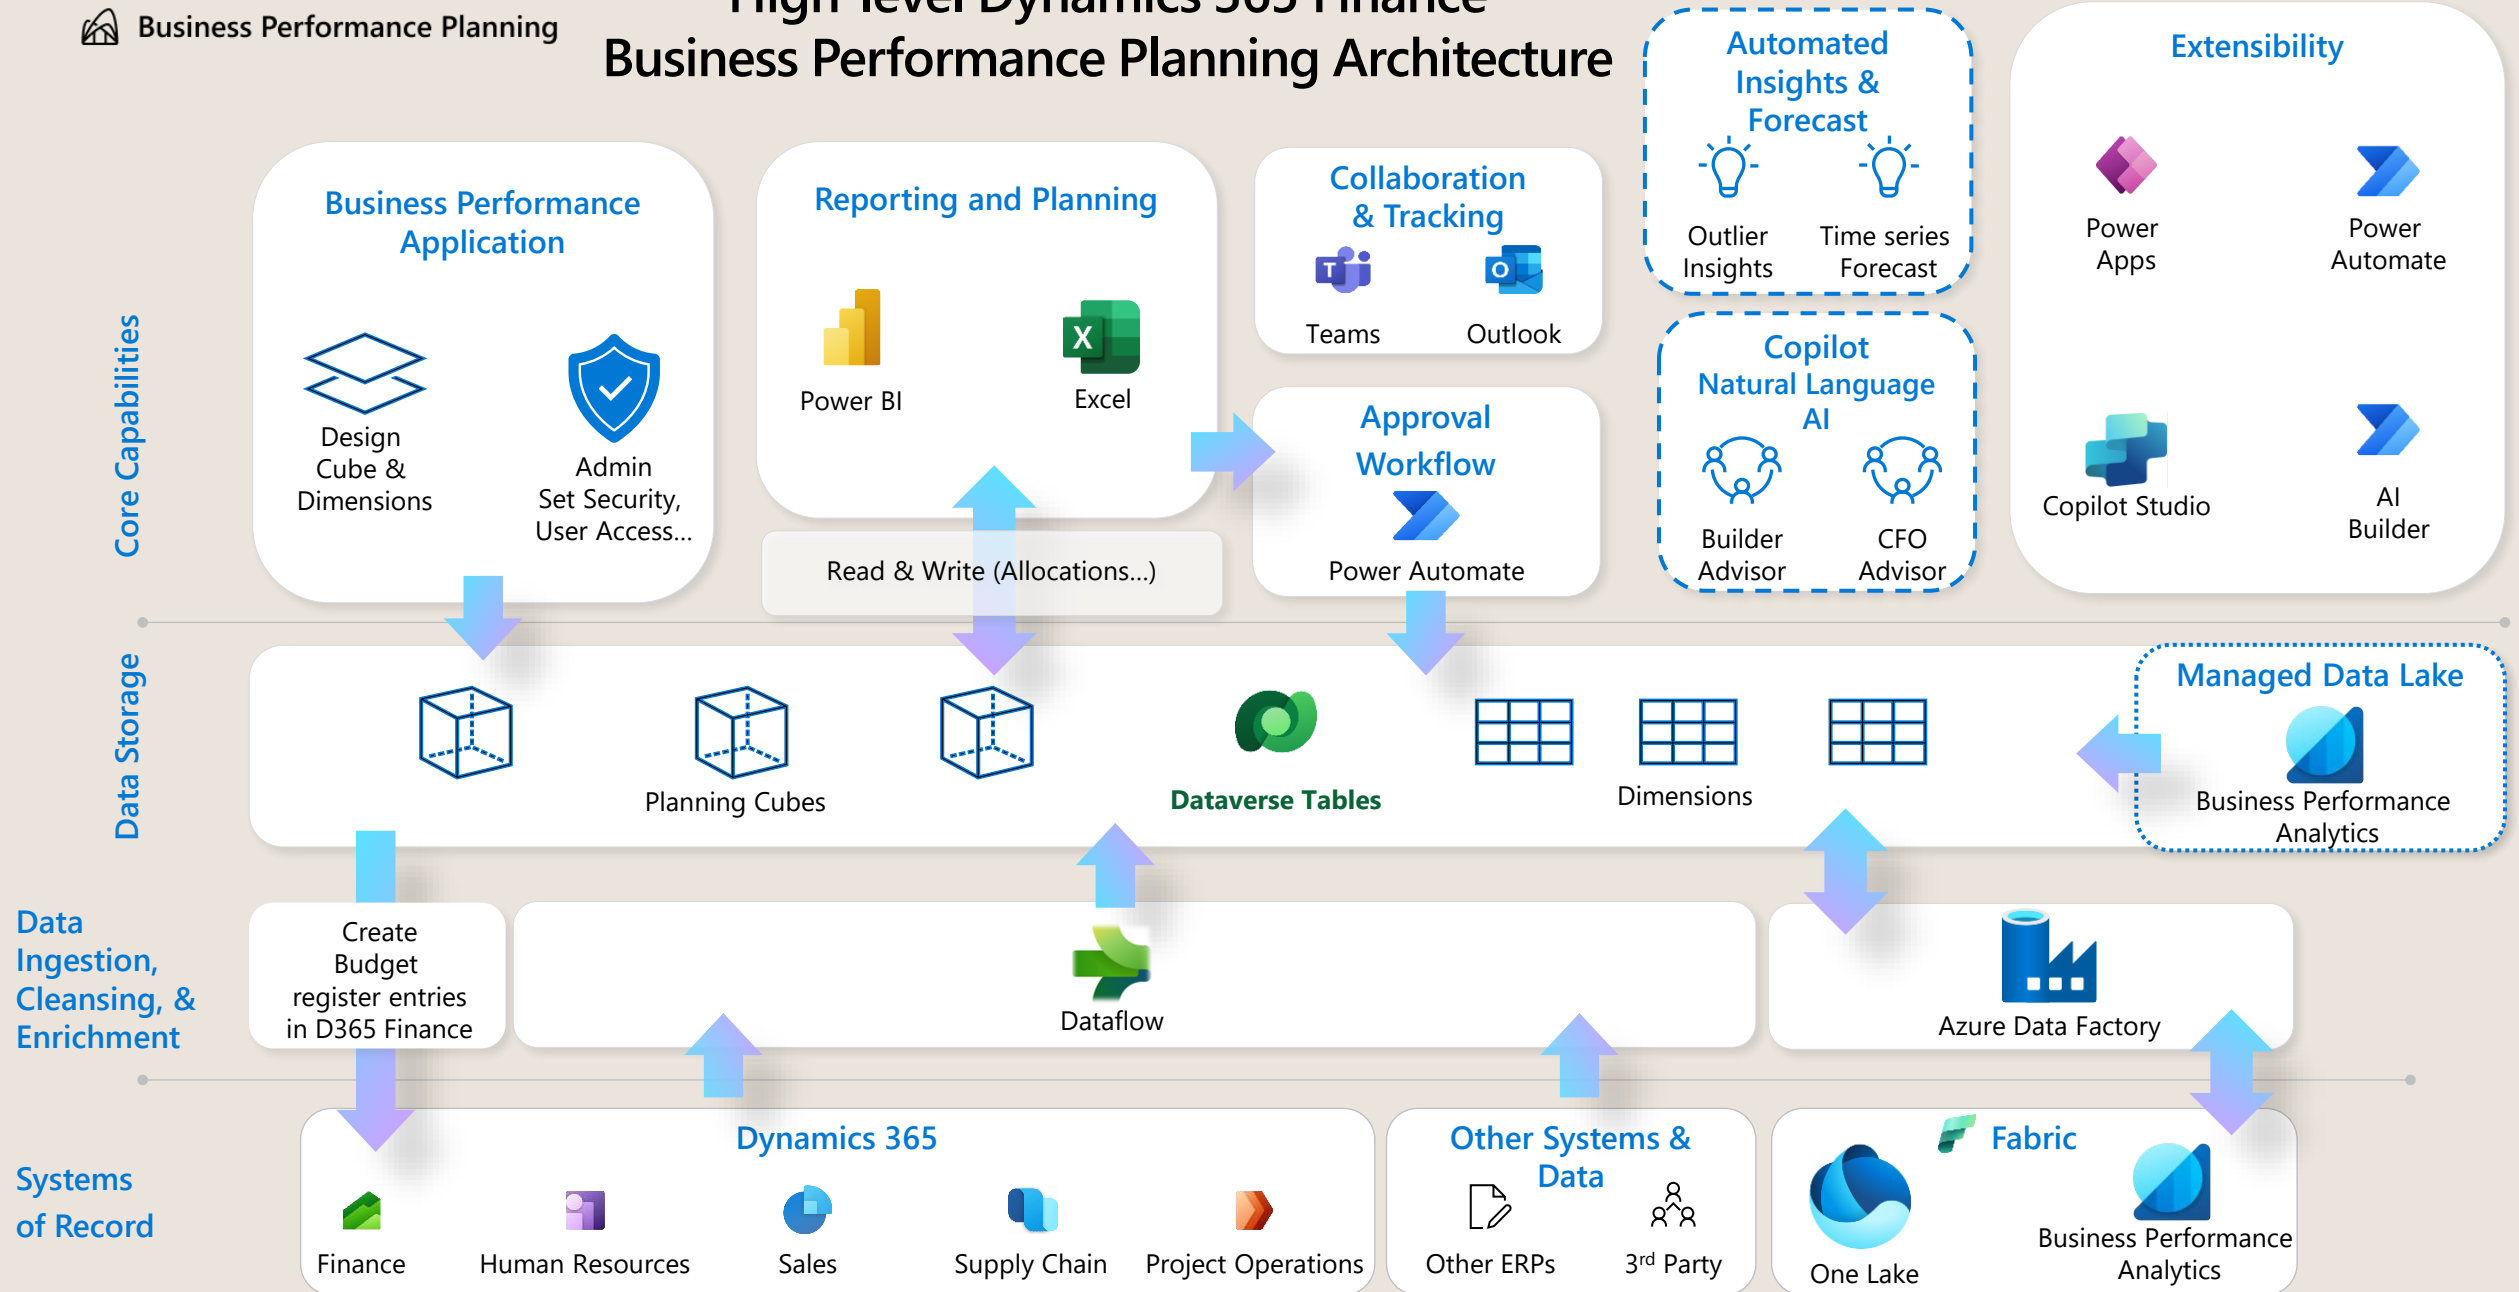 Business Performance Planning
High-level Dynamics 365 Finance
Business Performance Planning Architecture
Core Capabilities
Business Performance
Application
Design
Cube &
Dimensions
Admin
Set Security,
User Access...
Reporting and Planning
Power BI
Excel
Read & Write (Allocations...)
Collaboration
& Tracking
Teams
Outlook
Approval
Workflow
Power Automate
Automated
Insights &
Forecast
Outlier
Insights
Time series
Forecast
Copilot
Natural Language
AI
Builder
Advisor
CFO
Advisor
Extensibility
Power
Apps
Power
Automate
Copilot Studio
AI
Builder
Data Storage
Planning Cubes
Dataverse Tables
Dimensions
Managed Data Lake
Business Performance
Analytics
Data
Ingestion,
Cleansing, &
Enrichment
Create
Budget
register entries
in D365 Finance
Dataflow
Azure Data Factory
Systems
of Record
Dynamics 365
Finance
Human Resources
Sales
Supply Chain
Project Operations
Other Systems &
Data
Other ERPs
3rd Party
Fabric
One Lake
Business Performance
Analytics